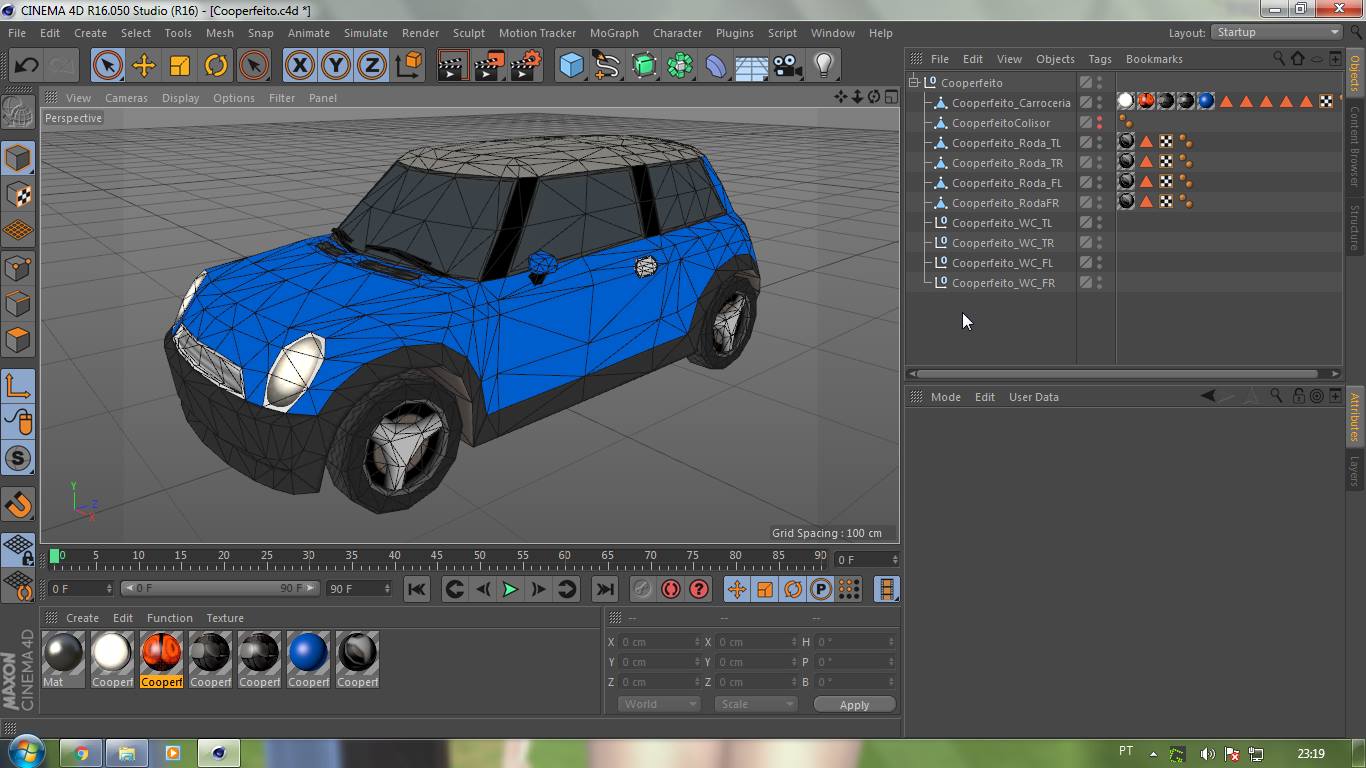 CINEMA 4D R16.050 Studio (R16) - [Cooperfeito.c4d *]
File Edit Create Select Tools Mesh Snap Animate Simulate Render Sculpt Motion Tracker MoGraph Character Plugins Script Window Help Layout: Startup
X Y Z
View Cameras Display Options Filter Panel
Perspective
Grid Spacing : 100 cm
Y
Z
X
S
File Edit View Objects Tags Bookmarks
Cooperfeito
Cooperfeito_Carroceria
CooperfeitoColisor
Cooperfeito_Roda_TL
Cooperfeito_Roda_TR
Cooperfeito_Roda_FL
Cooperfeito_RodaFR
Cooperfeito_WC_TL
Cooperfeito_WC_TR
Cooperfeito_WC_FL
Cooperfeito_WC_FR
Objects
Content Browser
Structure
Mode Edit User Data
Attributes
Layers
0 5 10 15 20 25 30 35 40 45 50 55 60 65 70 75 80 85 90 0 F
0 F 0 F 90 F 90 F P
Create Edit Function Texture
Mat Cooperf Cooperf Cooperf Cooperf Cooperf Cooperf
-- -- --
X 0 cm X 0 cm H 0 °
Y 0 cm Y 0 cm P 0 °
Z 0 cm Z 0 cm B 0 °
World Scale Apply
MAXON
CINEMA 4D
PT 23:19